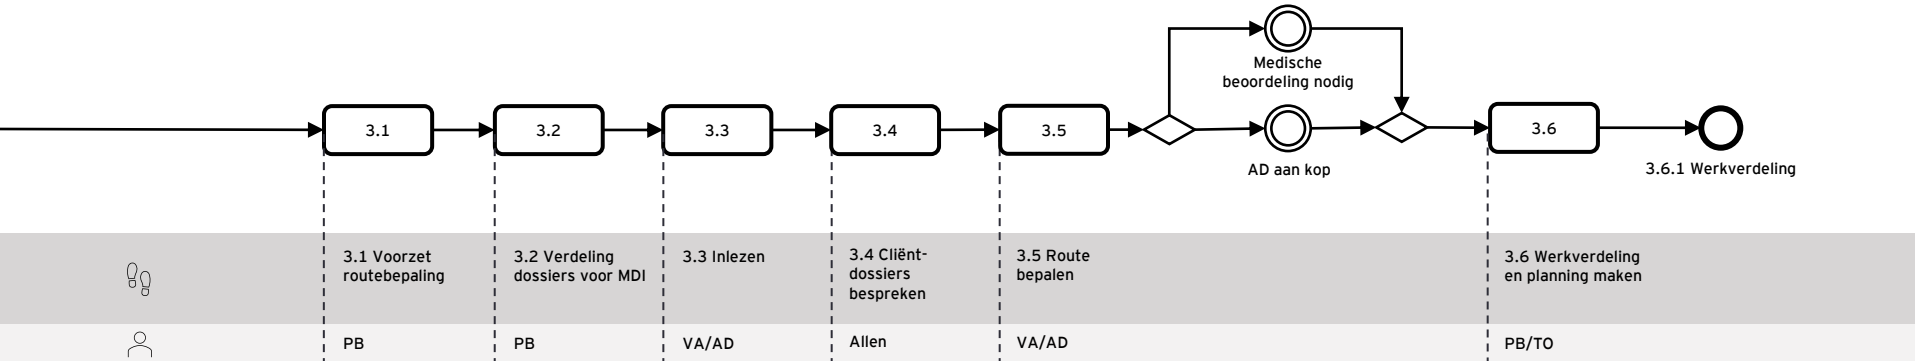 Medische
beoordeling nodig
3.1
3.2
3.3
3.4
3.5
3.6
AD aan kop
3.6.1 Werkverdeling
3.1 Voorzet
routebepaling
3.2 Verdeling
dossiers voor MDI
3.3 Inlezen
3.4 Cliënt-
dossiers
bespreken
3.5 Route
bepalen
3.6 Werkverdeling
en planning maken
PB
PB
VA/AD
Allen
VA/AD
PB/TO